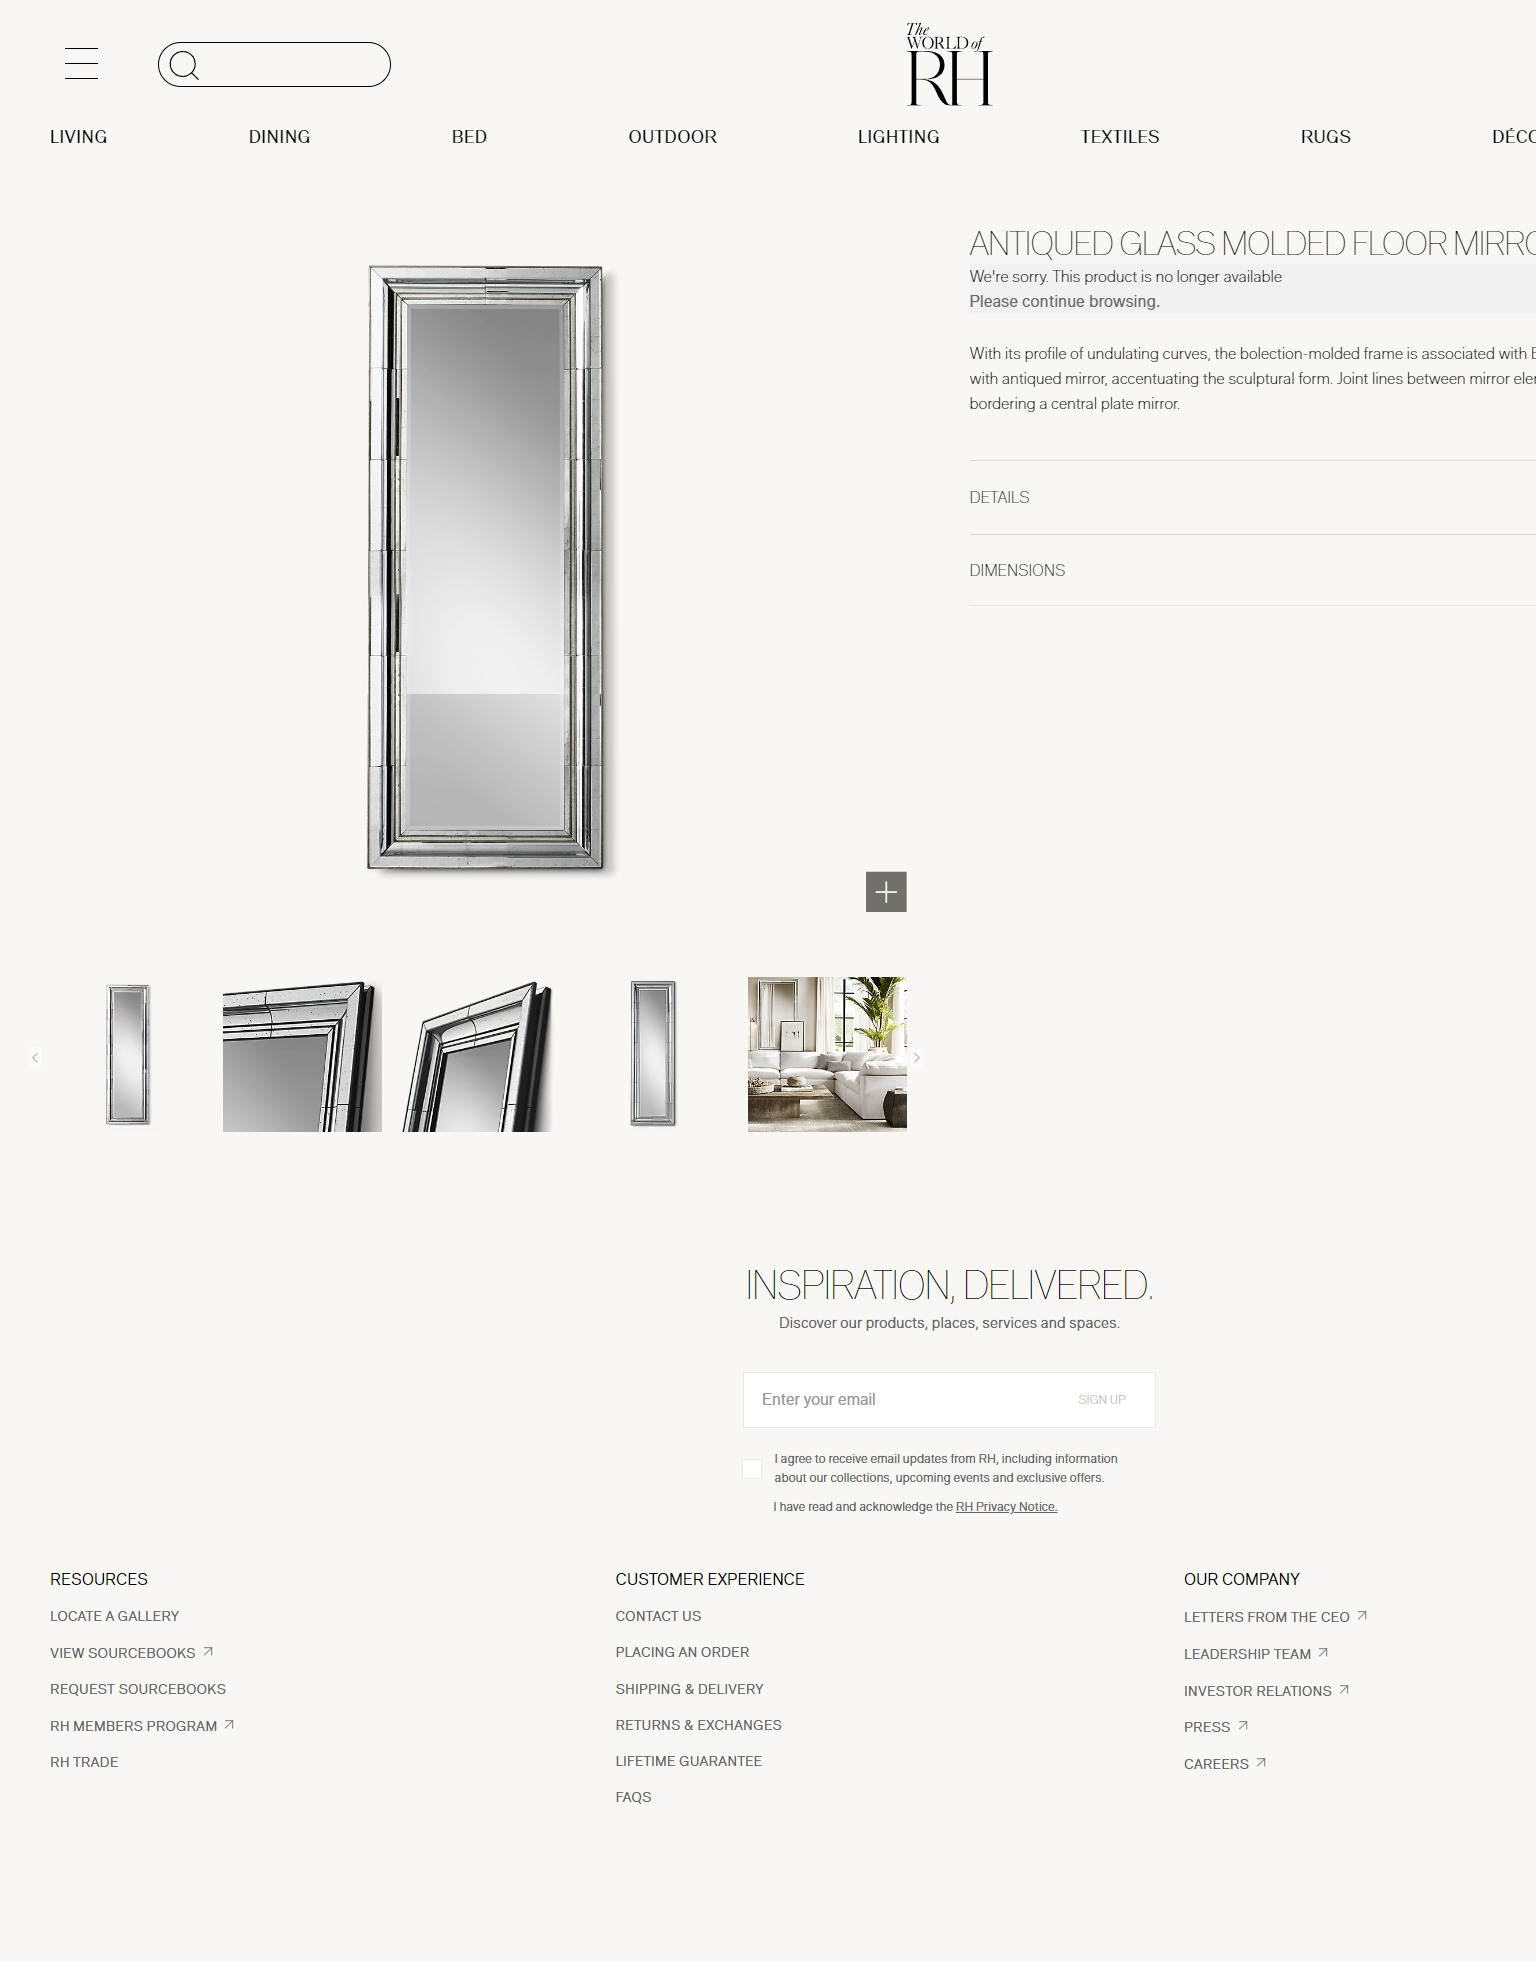 The
WORLD of
RH
LIVING DINING BED OUTDOOR LIGHTING TEXTILES RUGS
ANTIQUED GLASS MOLDED FLOOR
We're sorry. This product is no longer available
Please continue browsing.
With its profile of undulating curves, the bolection-molded frame is associated with
with antiqued mirror, accentuating the sculptural form. Joint lines between mirror
bordering a central plate mirror.
DETAILS
DIMENSIONS
INSPIRATION, DELIVERED.
Discover our products, places, services and spaces.
Enter your email SIGN UP
I agree to receive email updates from RH, including information
about our collections, upcoming events and exclusive offers.
I have read and acknowledge the RH Privacy Notice.
RESOURCES
LOCATE A GALLERY
VIEW SOURCEBOOKS
REQUEST SOURCEBOOKS
RH MEMBERS PROGRAM
RH TRADE
CUSTOMER EXPERIENCE
CONTACT US
PLACING AN ORDER
SHIPPING & DELIVERY
RETURNS & EXCHANGES
LIFETIME GUARANTEE
FAQS
OUR COMPANY
LETTERS FROM THE CEO
LEADERSHIP TEAM
INVESTOR RELATIONS
PRESS
CAREERS